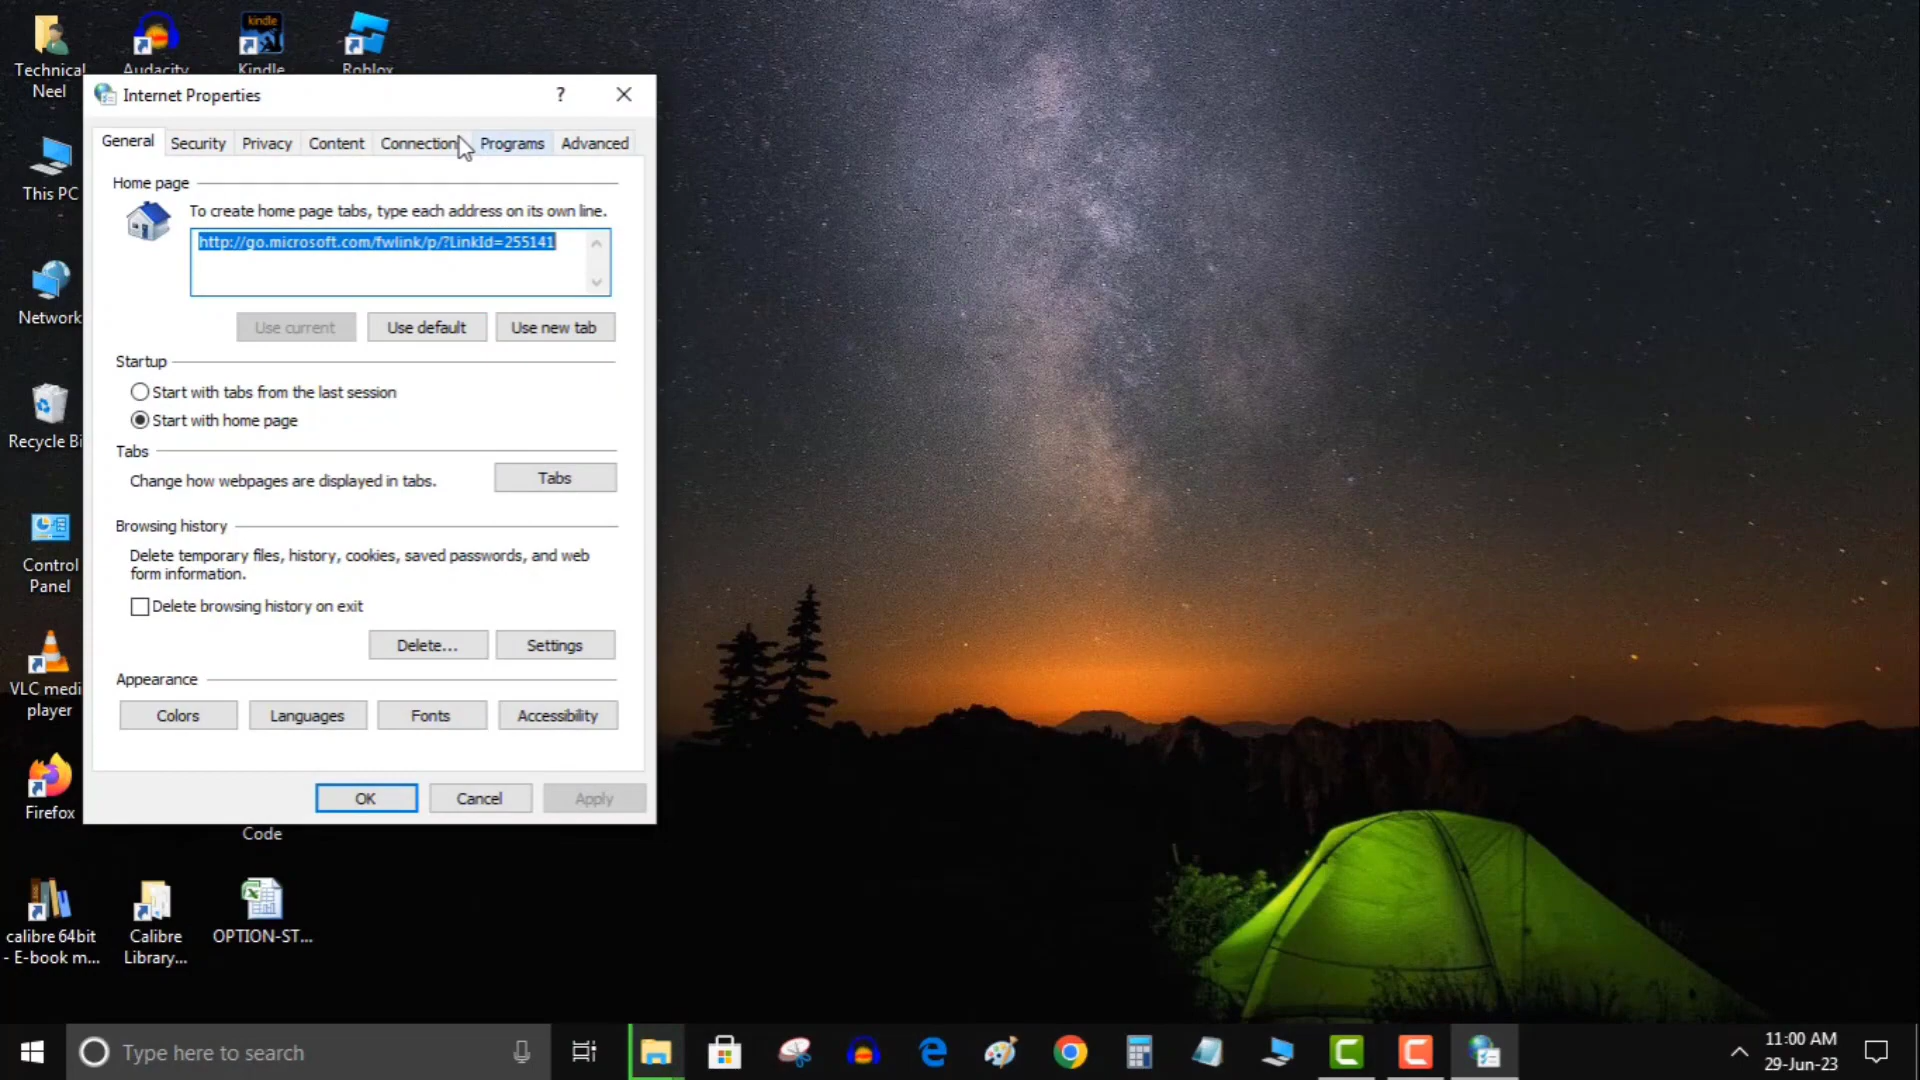 Technical
Neel
Audacity
Kindle
Roblox
kindle
This PC
Network
Recycle Bi
Control
Panel
VLC medi
player
Firefox
Code
calibre 64bit
- E-book m...
Calibre
Library...
OPTION-ST...
Internet Properties
?
General
Security
Privacy
Content
Connection
Programs
Advanced
Home page
To create home page tabs, type each address on its own line.
http://go.microsoft.com/fwlink/p/?LinkId=255141
Use current
Use default
Use new tab
Startup
Start with tabs from the last session
Start with home page
Tabs
Change how webpages are displayed in tabs.
Tabs
Browsing history
Delete temporary files, history, cookies, saved passwords, and web
form information.
Delete browsing history on exit
Delete...
Settings
Appearance
Colors
Languages
Fonts
Accessibility
OK
Cancel
Apply
Type here to search
11:00 AM
29-Jun-23